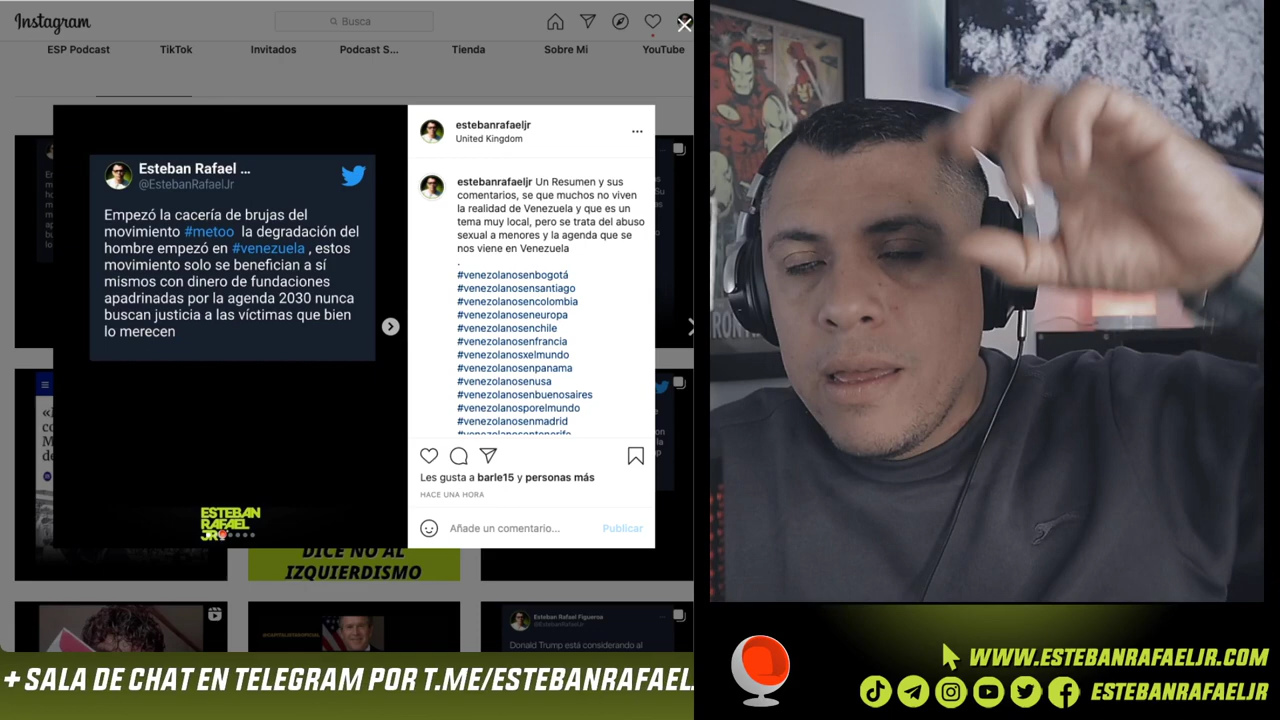 Instagram
Busca
ESP Podcast
TikTok
Invitados
Podcast S...
Tienda
Sobre Mi
YouTube
Esteban Rafael ...
@EstebanRafaelJr
Empezó la cacería de brujas del
movimiento #metoo la degradación del
hombre empezó en #venezuela , estos
movimiento solo se benefician a sí
mismos con dinero de fundaciones
apadrinadas por la agenda 2030 nunca
buscan justicia a las víctimas que bien
lo merecen
ESTEBAN
RAFAEL
JR
estebanrafaeljr
United Kingdom
estebanrafaeljr Un Resumen y sus
comentarios, se que muchos no viven
la realidad de Venezuela y que es un
tema muy local, pero se trata del abuso
sexual a menores y la agenda que se
nos viene en Venezuela
.
#venezolanosenbogotá
#venezolanosensantiago
#venezolanosencolombia
#venezolanoseneuropa
#venezolanosenchile
#venezolanosenfrancia
#venezolanosxelmundo
#venezolanosenpanama
#venezolanosenusa
#venezolanosenbuenosaires
#venezolanosporelmundo
#venezolanosenmadrid
#venezolanosentenerife
Les gusta a barle15 y personas más
HACE UNA HORA
Añade un comentario...
Publicar
DICE NO AL
IZQUIERDISMO
Esteban Rafael Figueroa
Donald Trump está considerando al
+ SALA DE CHAT EN TELEGRAM POR T.ME/ESTEBANRAFAEL
WWW.ESTEBANRAFAELJR.COM
ESTEBANRAFAELJR